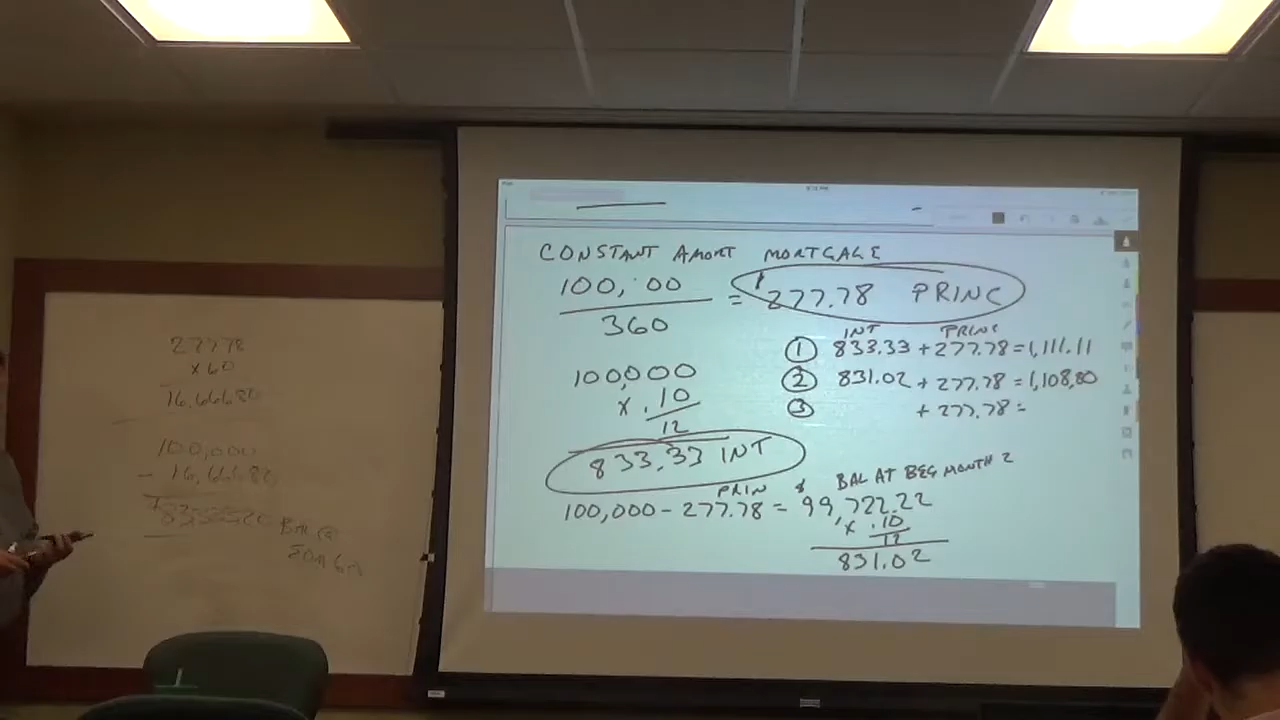 CONSTANT AMORT MORTGAGE
100, 00
360
= $277.78 PRINC
INT PRINC
① 833.33 + 277.78 = 1,111.11
② 831.02 + 277.78 = 1,108.80
③ + 277.78 =
100,000
x .10
12
833.33 INT
BAL AT BEG MONTH 2
PRIN
100,000 - 277.78 = $99,722.22
x .10
12
831.02
277.78
x 60
16,666.80
100,000
- 16,666.80
Bal @